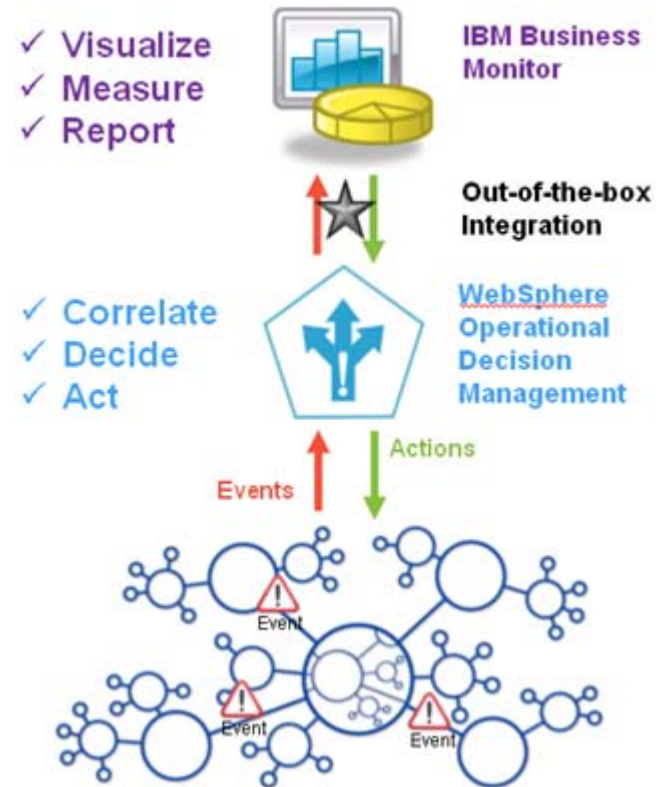 ✓ Visualize
✓ Measure
✓ Report
IBM Business
Monitor
Out-of-the-box
Integration
✓ Correlate
✓ Decide
✓ Act
WebSphere
Operational
Decision
Management
Events
Actions
Event
Event
Event